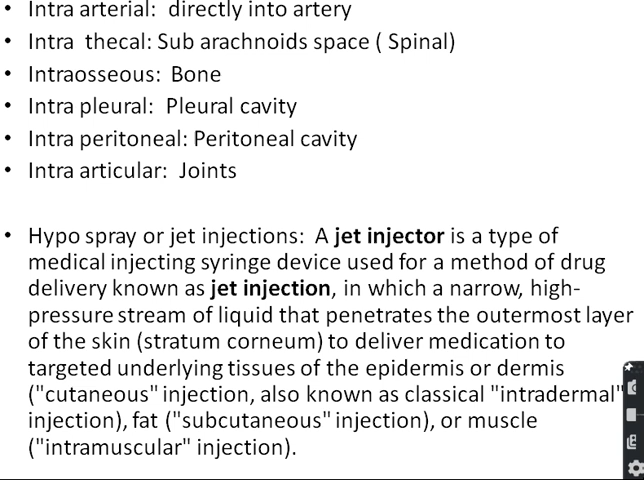 • Intra arterial:  directly into artery
• Intra  thecal: Sub arachnoids space ( Spinal)
• Intraosseous:  Bone
• Intra pleural:  Pleural cavity
• Intra peritoneal: Peritoneal cavity
• Intra articular:  Joints
• Hypo spray or jet injections:  A jet injector is a type of
medical injecting syringe device used for a method of drug
delivery known as jet injection, in which a narrow, high-
pressure stream of liquid that penetrates the outermost layer
of the skin (stratum corneum) to deliver medication to
targeted underlying tissues of the epidermis or dermis
("cutaneous" injection, also known as classical "intradermal"
injection), fat ("subcutaneous" injection), or muscle
("intramuscular" injection).